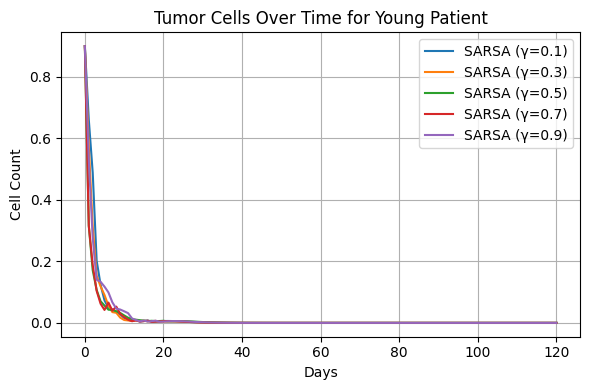 Tumor Cells Over Time for Young Patient
SARSA (γ=0.1)
SARSA (γ=0.3)
SARSA (γ=0.5)
SARSA (γ=0.7)
SARSA (γ=0.9)
Cell Count
0.8
0.6
0.4
0.2
0.0
0 20 40 60 80 100 120
Days